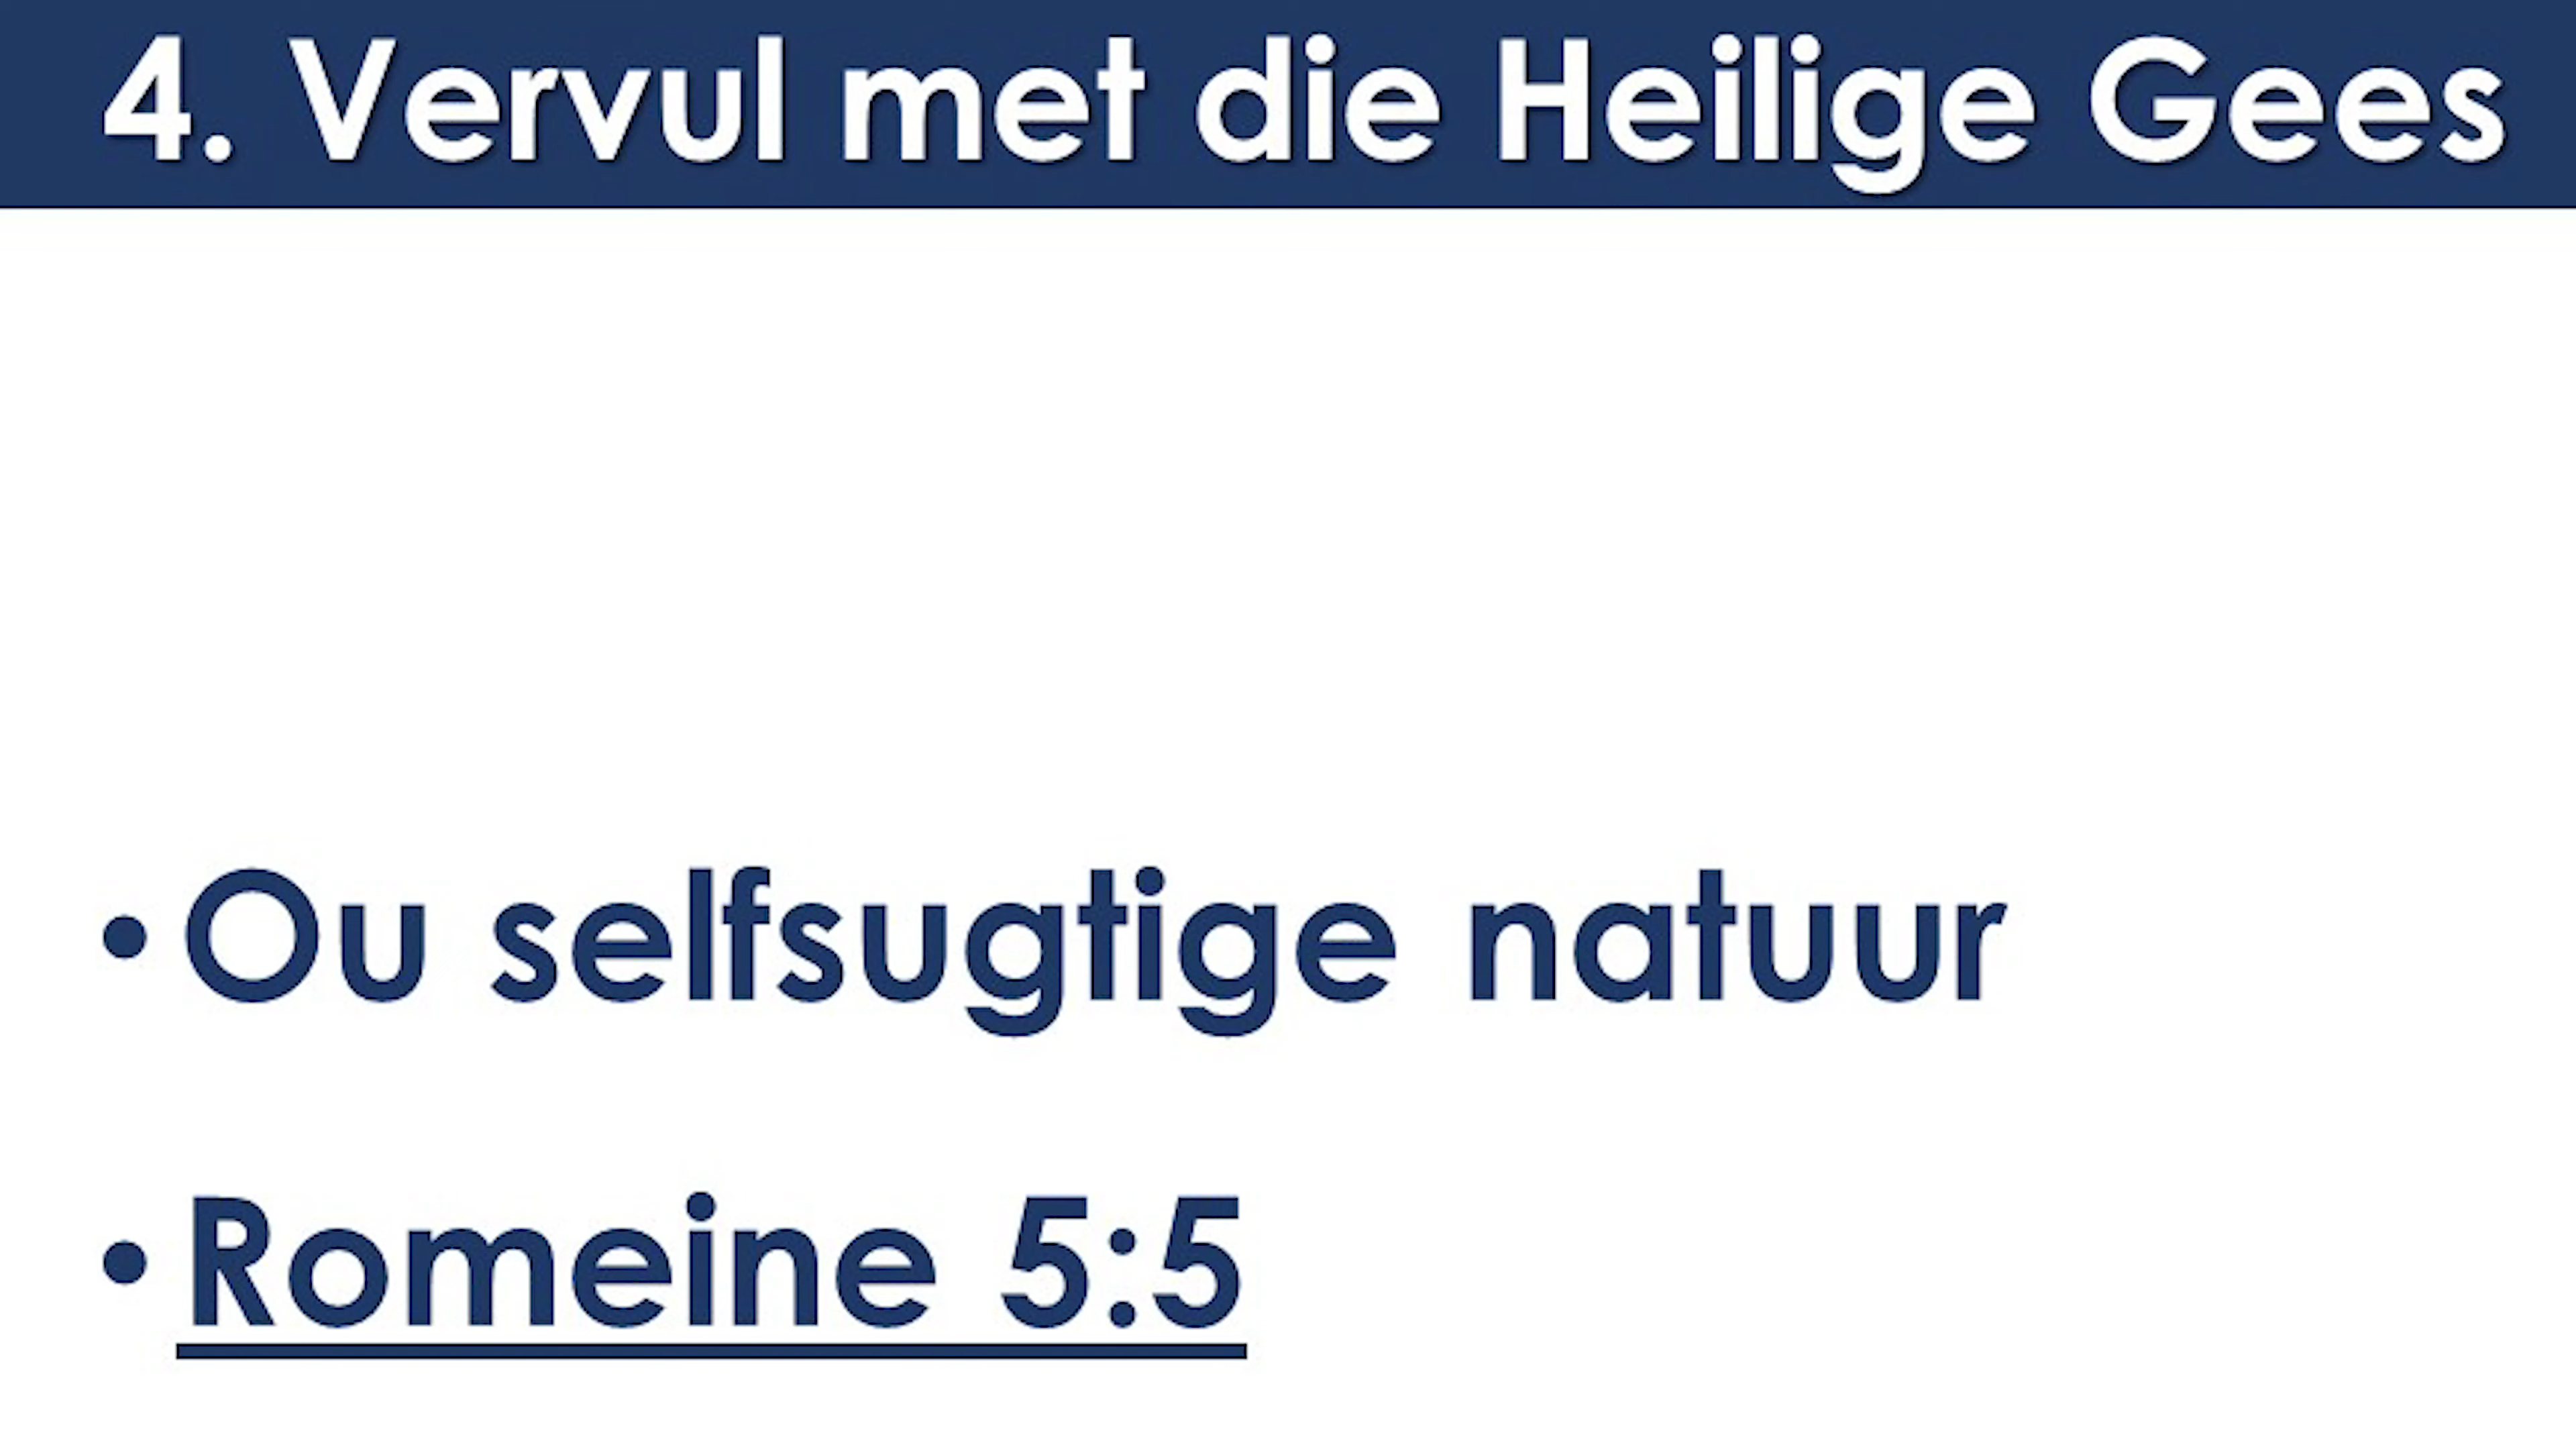 4. Vervul met die Heilige Gees
• Ou selfsugtige natuur
• Romeine 5:5